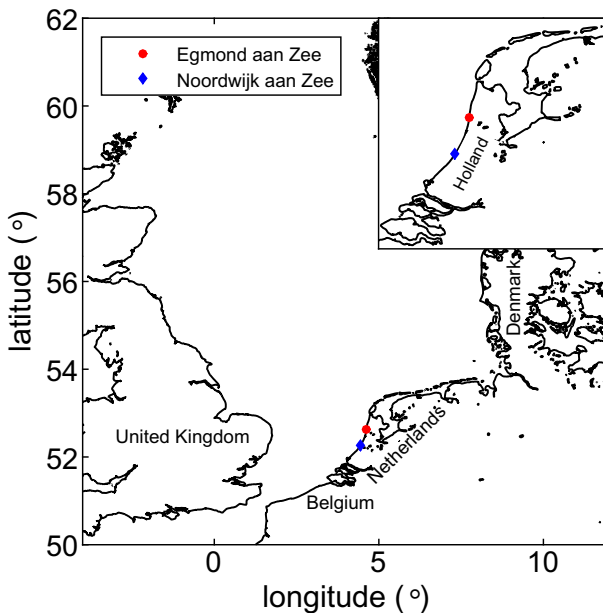 Egmond aan Zee
Noordwijk aan Zee
Holland
62
60
58
56
54
52
50
latitude (°)
Denmark
United Kingdom
Netherlands
Belgium
0
5
10
longitude (°)